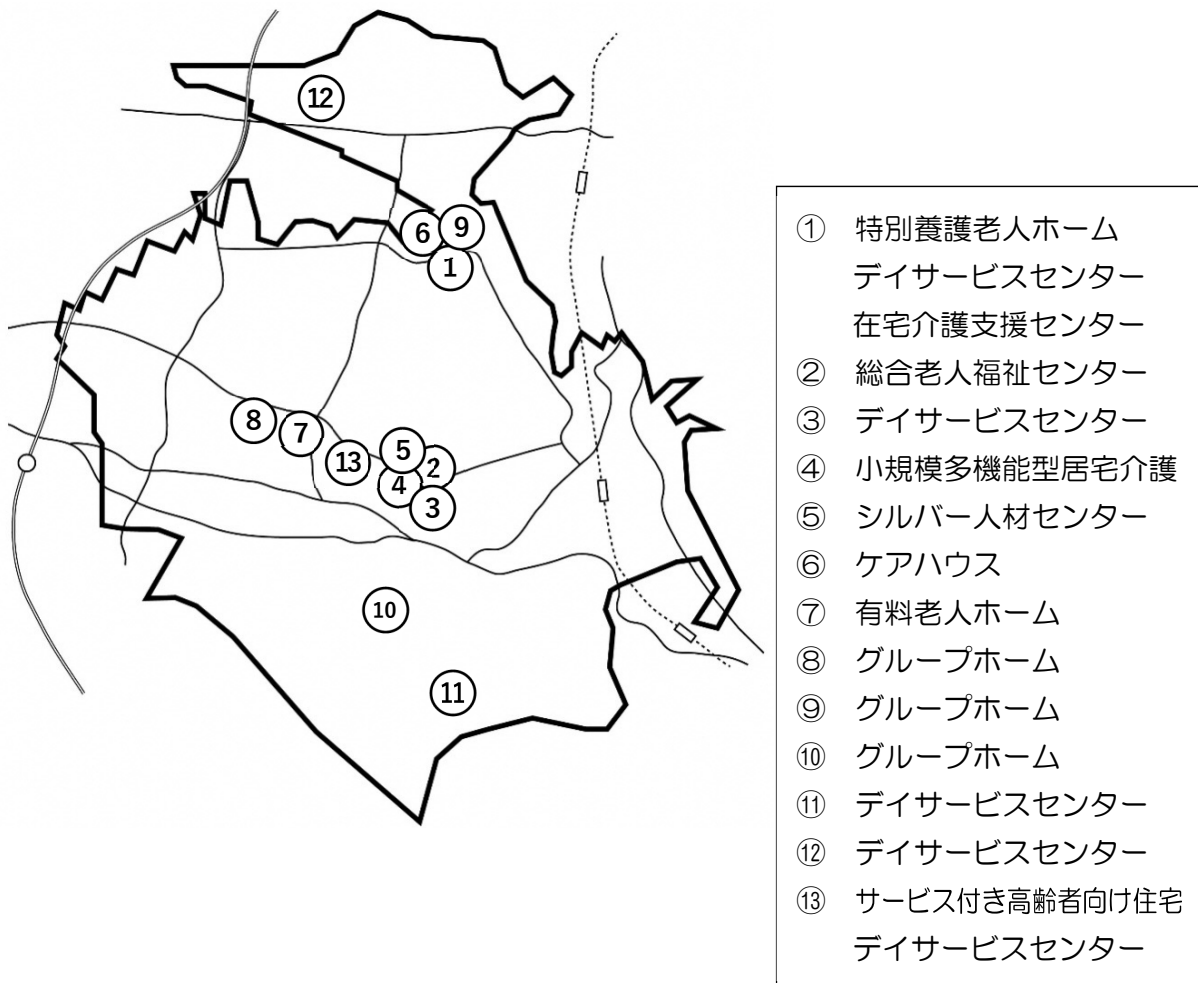 ⑫
⑥ ⑨
①
⑧ ⑦
⑬ ⑤ ②
④ ③
⑩
⑪
① 特別養護老人ホーム
デイサービスセンター
在宅介護支援センター
② 総合老人福祉センター
③ デイサービスセンター
④ 小規模多機能型居宅介護
⑤ シルバー人材センター
⑥ ケアハウス
⑦ 有料老人ホーム
⑧ グループホーム
⑨ グループホーム
⑩ グループホーム
⑪ デイサービスセンター
⑫ デイサービスセンター
⑬ サービス付き高齢者向け住宅
デイサービスセンター